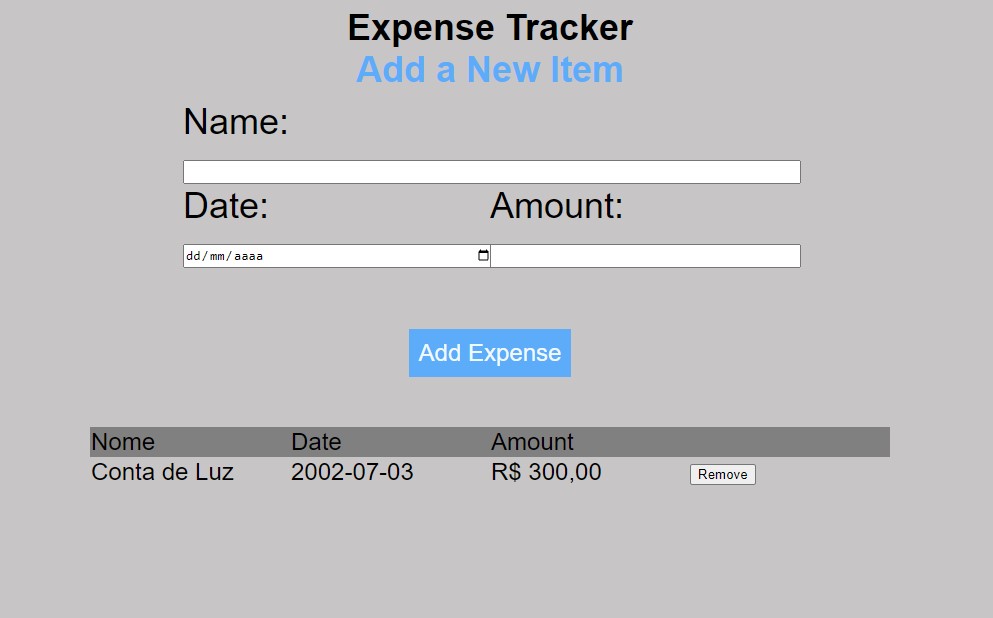 Expense Tracker
Add a New Item
Name:
Date: Amount:
dd/mm/aaaa
Add Expense
Nome Date Amount
Conta de Luz 2002-07-03 R$ 300,00 Remove